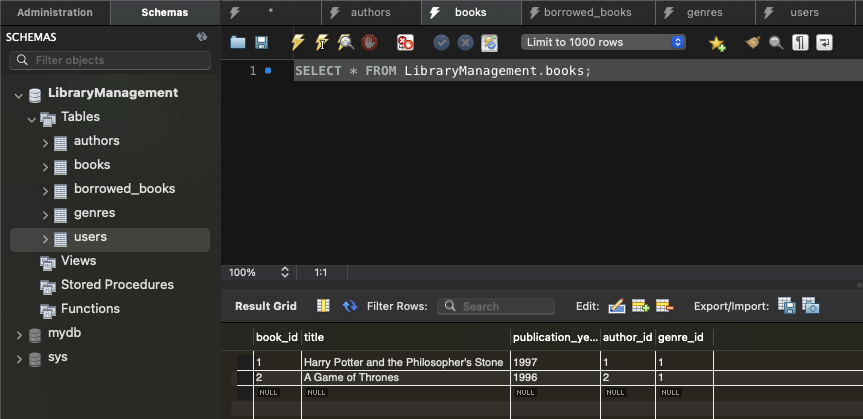 Administration Schemas * authors books borrowed_books genres users
SCHEMAS
Filter objects
LibraryManagement
Tables
authors
books
borrowed_books
genres
users
Views
Stored Procedures
Functions
mydb
sys
Limit to 1000 rows
1 SELECT * FROM LibraryManagement.books;
100% 1:1
Result Grid Filter Rows: Search Edit: Export/Import:
book_id title publication_ye... author_id genre_id
1 Harry Potter and the Philosopher's Stone 1997 1 1
2 A Game of Thrones 1996 2 1
NULL NULL NULL NULL NULL